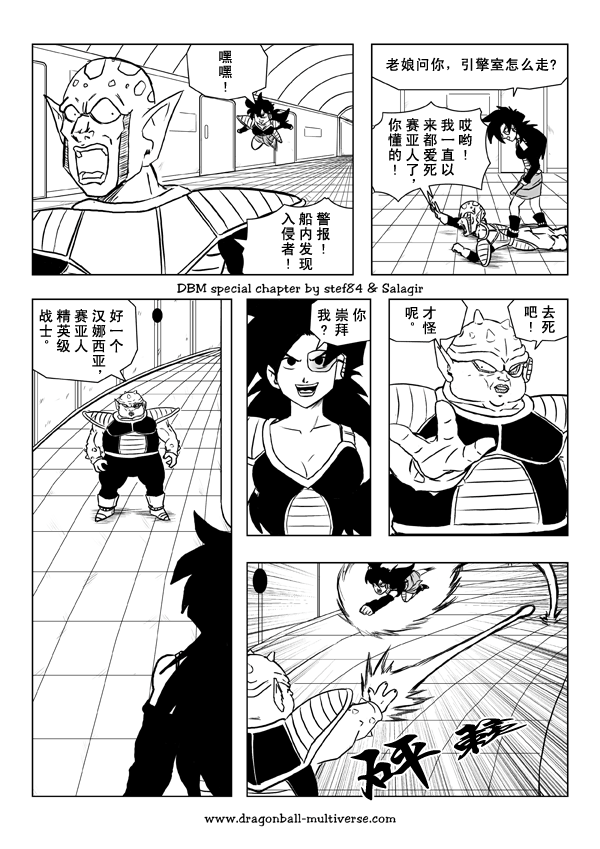 嘿嘿！
警报！
船内发现
入侵者！
老娘问你，引擎室怎么走？
哎哟！
我一直以
来都爱死
赛亚人了，
你懂的！
DBM special chapter by stef84 & Salagir
好一个
汉娜西亚，
赛亚人
精英级
战士。
你
崇拜
我？
去死
吧！
才怪
呢。
砰
www.dragonball-multiverse.com